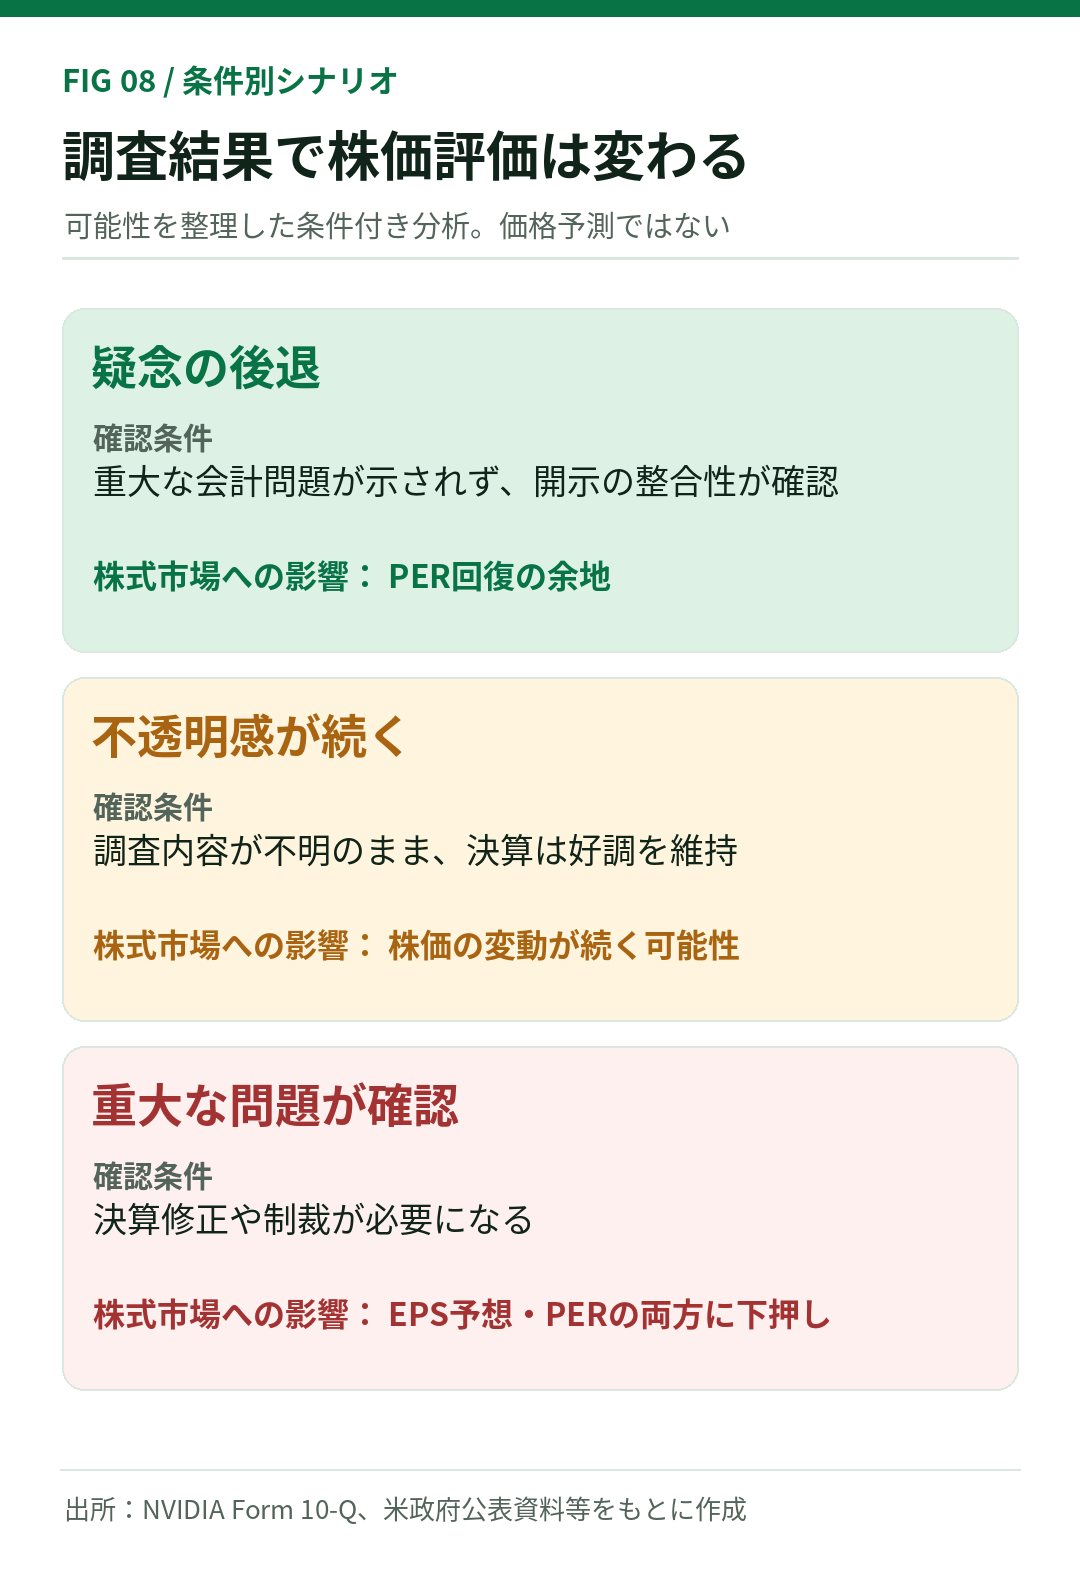 FIG 08 / 条件別シナリオ
調査結果で株価評価は変わる
可能性を整理した条件付き分析。価格予測ではない
疑念の後退
確認条件
重大な会計問題が示されず、開示の整合性が確認
株式市場への影響： PER回復の余地
不透明感が続く
確認条件
調査内容が不明のまま、決算は好調を維持
株式市場への影響： 株価の変動が続く可能性
重大な問題が確認
確認条件
決算修正や制裁が必要になる
株式市場への影響： EPS予想・PERの両方に下押し
出所：NVIDIA Form 10-Q、米政府公表資料等をもとに作成